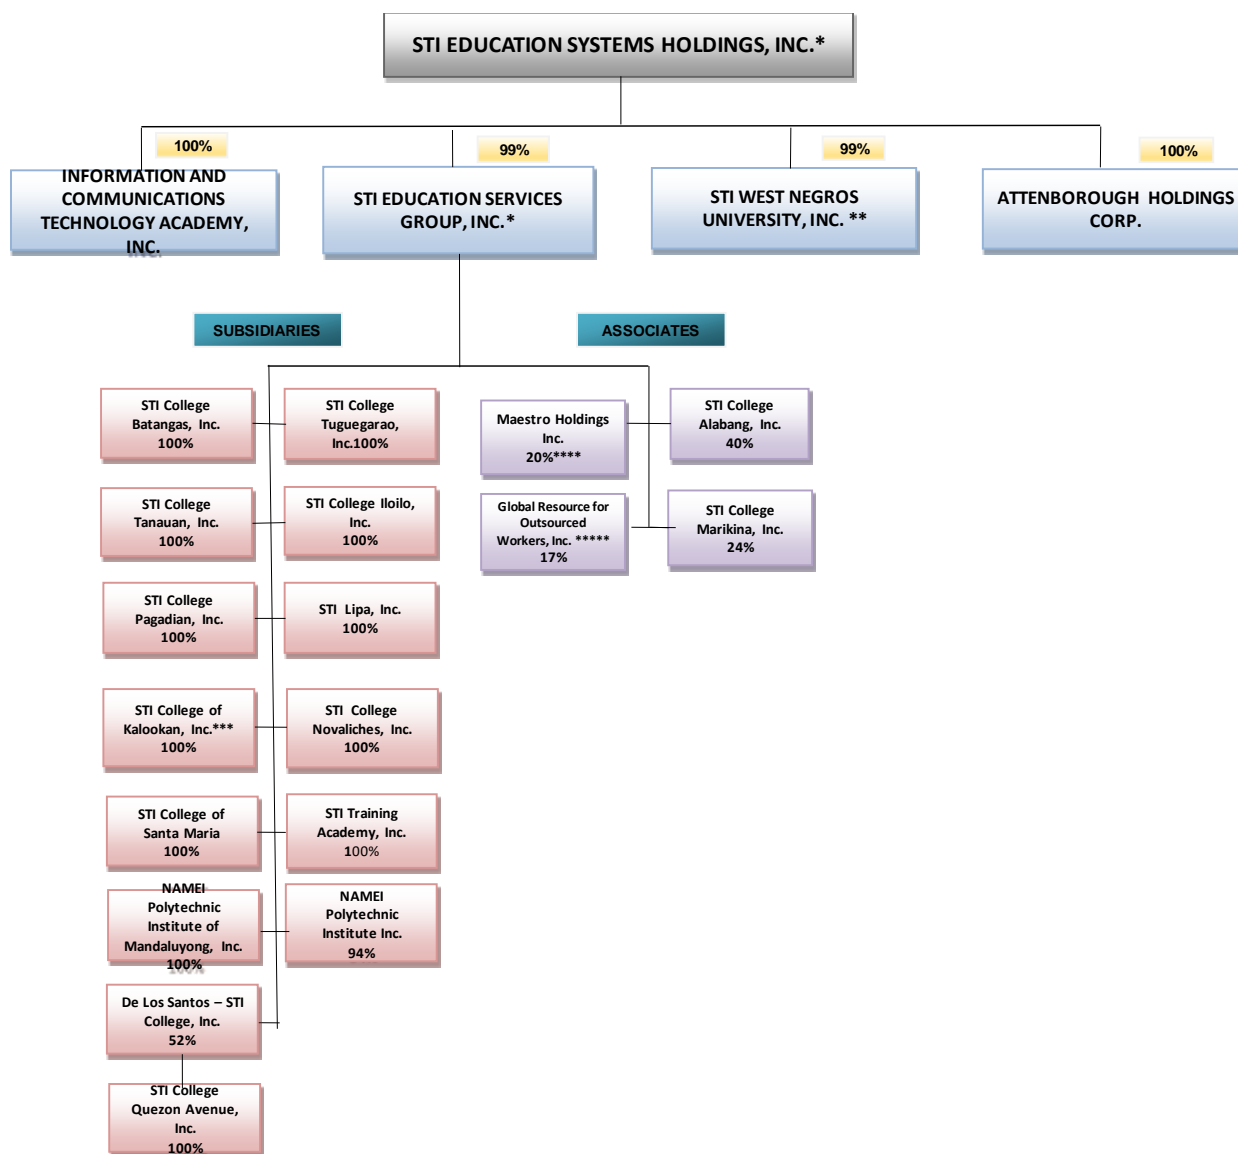 STI EDUCATION SYSTEMS HOLDINGS, INC.*
100%
99%
99%
100%
INFORMATION AND
COMMUNICATIONS
TECHNOLOGY ACADEMY,
INC.
STI EDUCATION SERVICES
GROUP, INC.*
STI WEST NEGROS
UNIVERSITY, INC. **
ATTENBOROUGH HOLDINGS
CORP.
SUBSIDIARIES
ASSOCIATES
STI College
Batangas, Inc.
100%
STI College
Tuguegarao,
Inc.100%
Maestro Holdings
Inc.
20%****
STI College
Alabang, Inc.
40%
STI College
Tanauan, Inc.
100%
STI College Iloilo,
Inc.
100%
Global Resource for
Outsourced
Workers, Inc. *****
17%
STI College
Marikina, Inc.
24%
STI College
Pagadian, Inc.
100%
STI Lipa, Inc.
100%
STI College of
Kalookan, Inc.***
100%
STI College
Novaliches, Inc.
100%
STI College of
Santa Maria
100%
STI Training
Academy, Inc.
100%
NAMEI
Polytechnic
Institute of
Mandaluyong, Inc.
100%
NAMEI
Polytechnic
Institute Inc.
94%
De Los Santos – STI
College, Inc.
52%
STI College
Quezon Avenue,
Inc.
100%